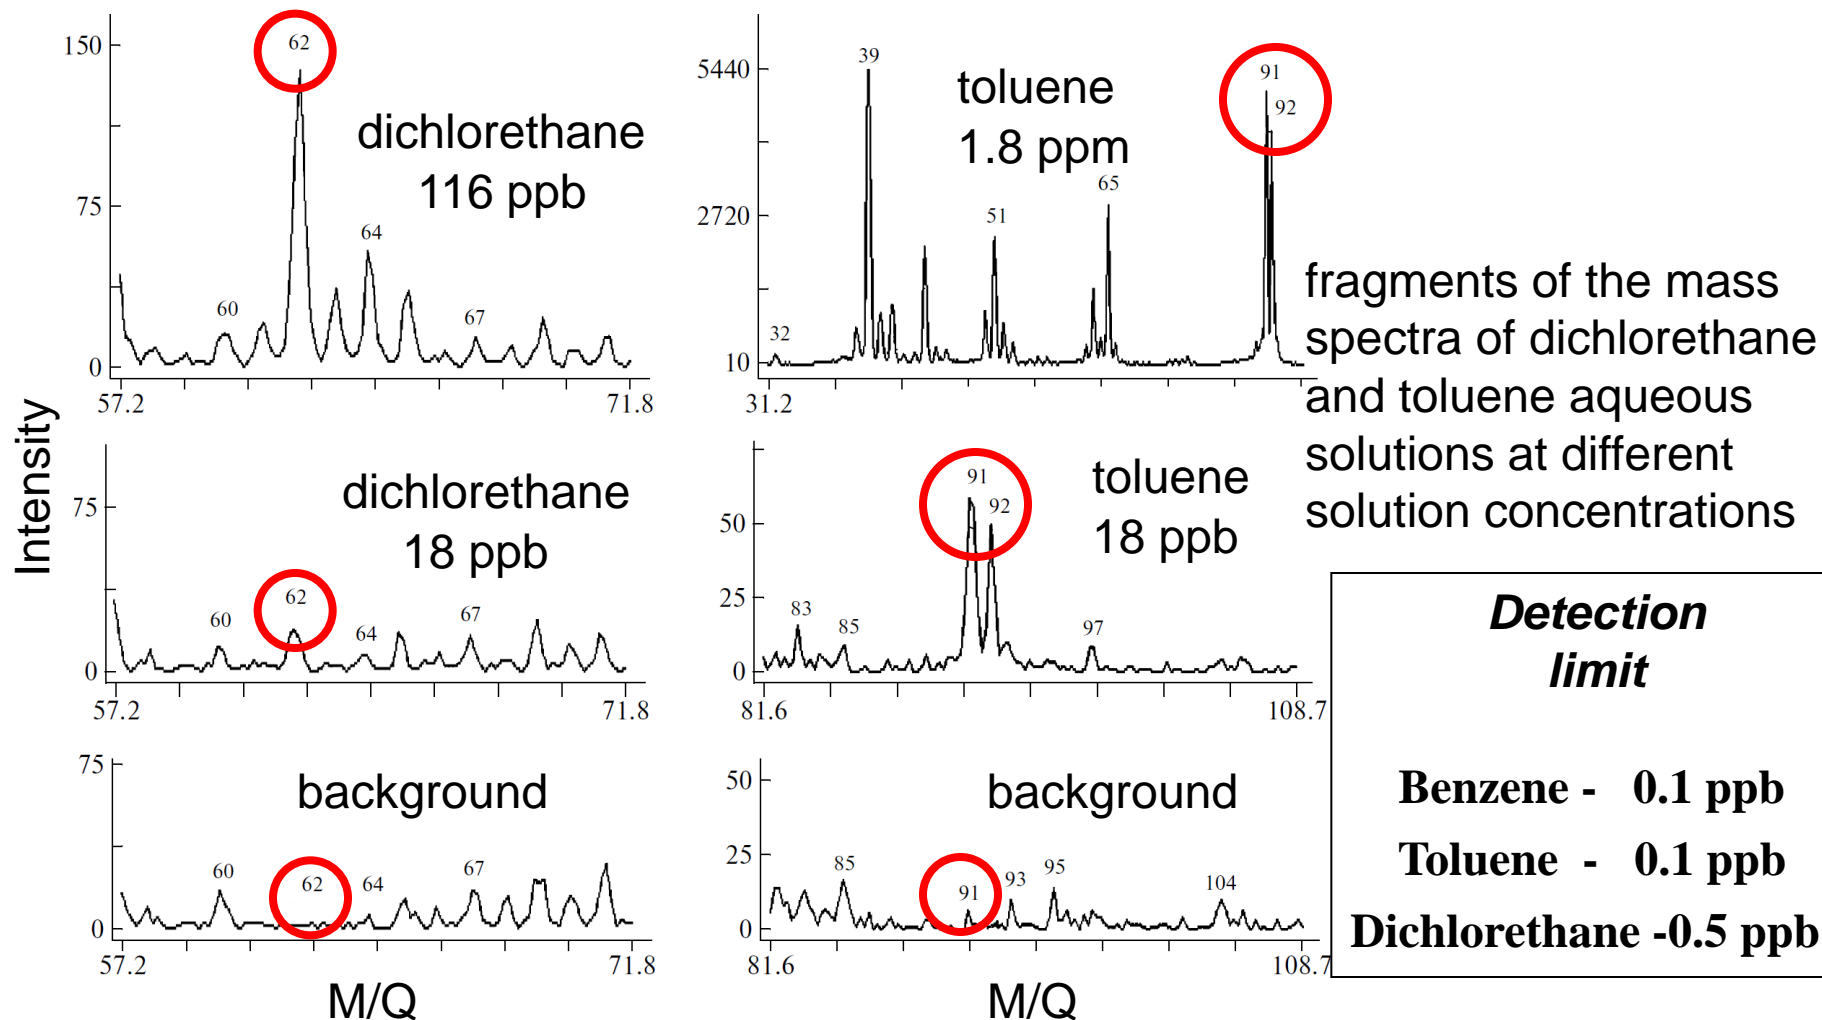 Intensity
150
75
0
62
64
60
67
dichlorethane
116 ppb
57.2
71.8
5440
2720
10
39
32
51
65
91
92
toluene
1.8 ppm
31.2
fragments of the mass
spectra of dichlorethane
and toluene aqueous
solutions at different
solution concentrations
75
0
60
62
64
67
dichlorethane
18 ppb
57.2
71.8
50
25
0
83
85
91
92
97
toluene
18 ppb
81.6
108.7
75
0
60
62
64
67
background
57.2
71.8
M/Q
50
25
0
85
91
93
95
104
background
81.6
108.7
M/Q
Detection
limit
Benzene - 0.1 ppb
Toluene - 0.1 ppb
Dichlorethane -0.5 ppb